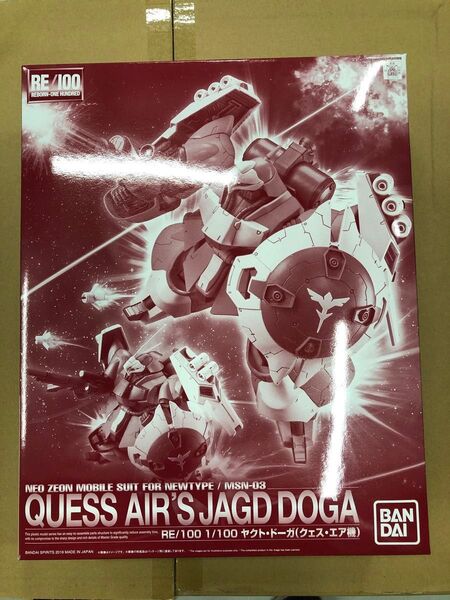 RE/100
REBORN-ONE HUNDRED
NEO ZEON MOBILE SUIT FOR NEWTYPE / MSN-03
QUESS AIR'S JAGD DOGA
RE/100 1/100 ヤクト・ドーガ(クェス・エア機)
BANDAI SPIRITS 2019 MADE IN JAPAN
BAN
DAI